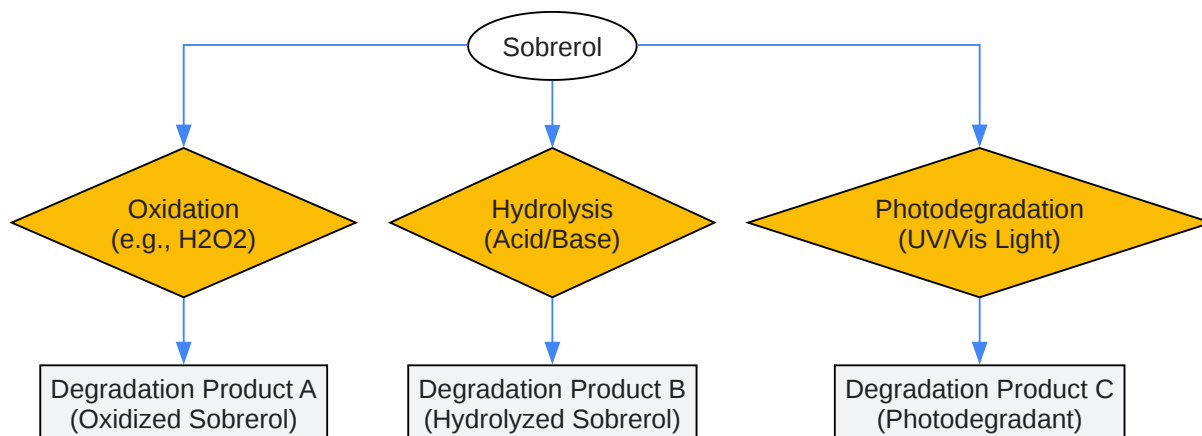 Sobrerol
Oxidation
(e.g., H2O2)
Hydrolysis
(Acid/Base)
Photodegradation
(UV/Vis Light)
Degradation Product A
(Oxidized Sobrerol)
Degradation Product B
(Hydrolyzed Sobrerol)
Degradation Product C
(Photodegradant)